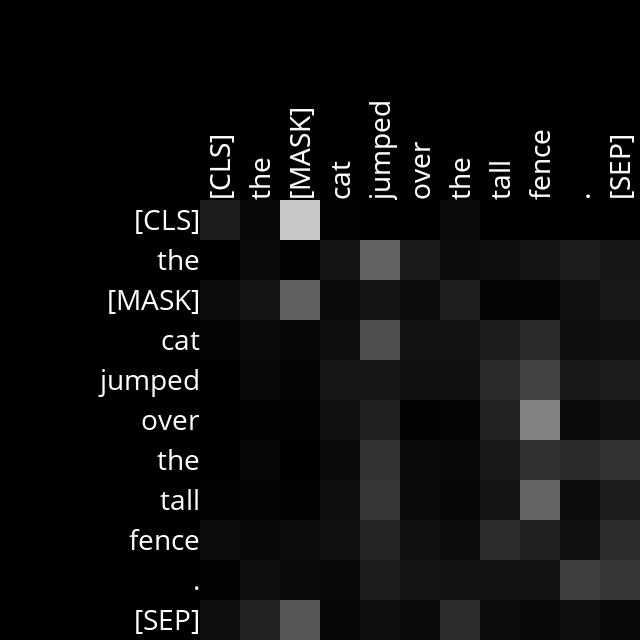 [CLS] the [MASK] cat jumped over the tall fence . [SEP]
[CLS]
the
[MASK]
cat
jumped
over
the
tall
fence
.
[SEP]